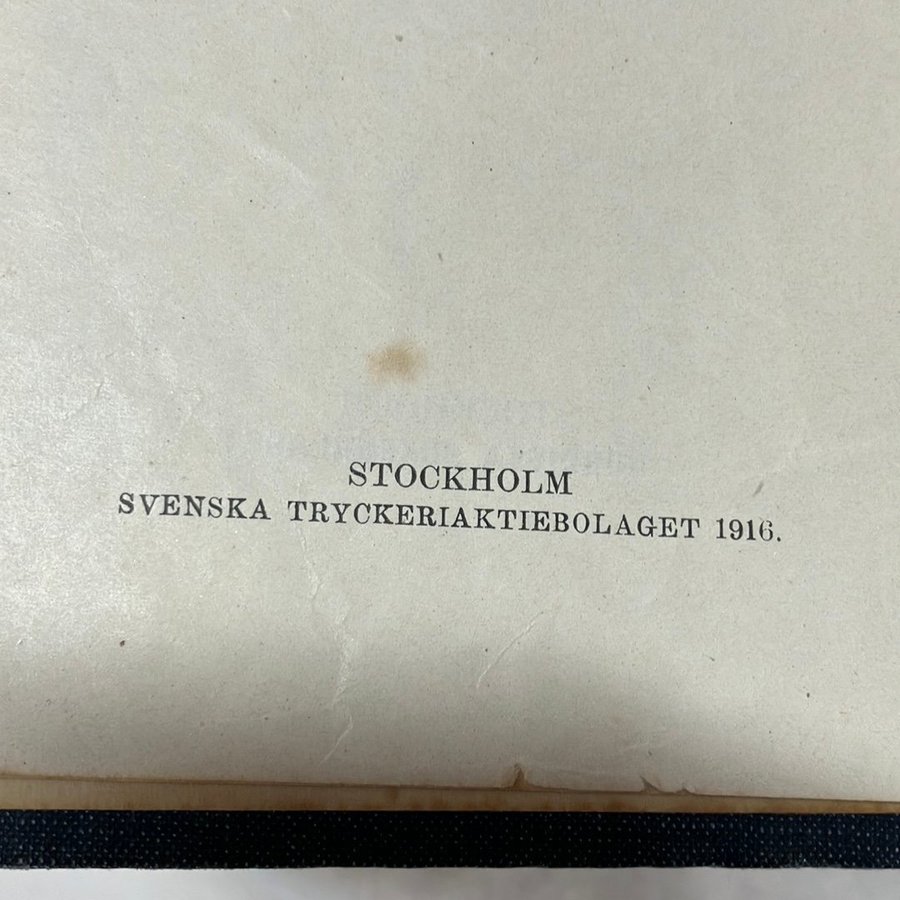 STOCKHOLM
SVENSKA TRYCKERIAKTIEBOLAGET 1916.